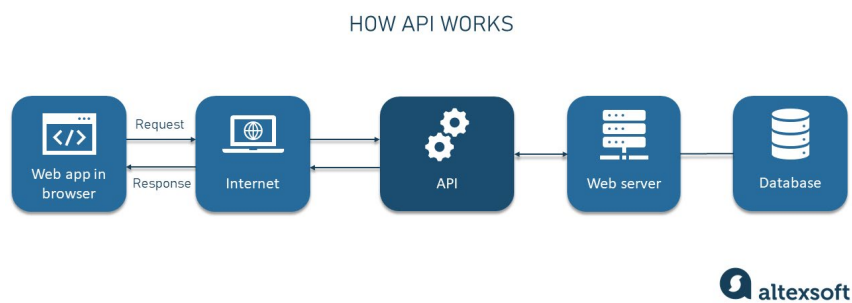 HOW API WORKS
Request
Response
Web app in
browser
Internet
API
Web server
Database
altexsoft